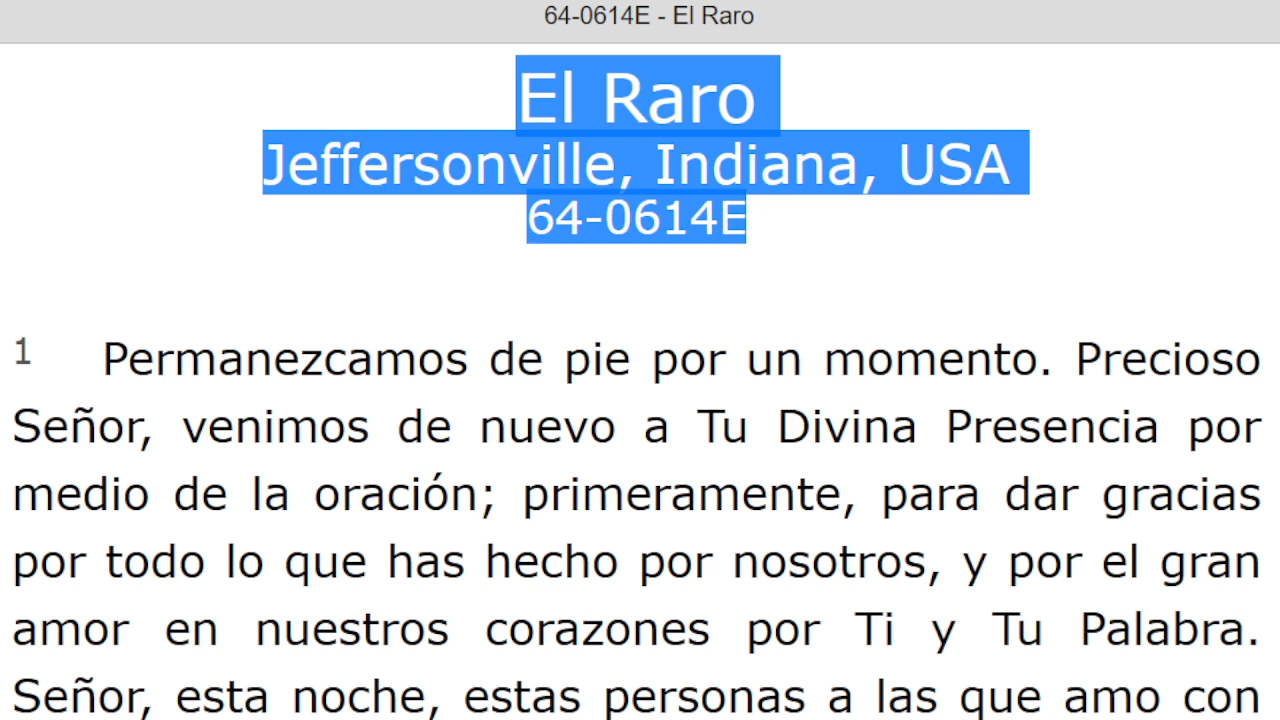 64-0614E - El Raro
El Raro
Jeffersonville, Indiana, USA
64-0614E
1 Permanezcamos de pie por un momento. Precioso
Señor, venimos de nuevo a Tu Divina Presencia por
medio de la oración; primeramente, para dar gracias
por todo lo que has hecho por nosotros, y por el gran
amor en nuestros corazones por Ti y Tu Palabra.
Señor, esta noche, estas personas a las que amo con